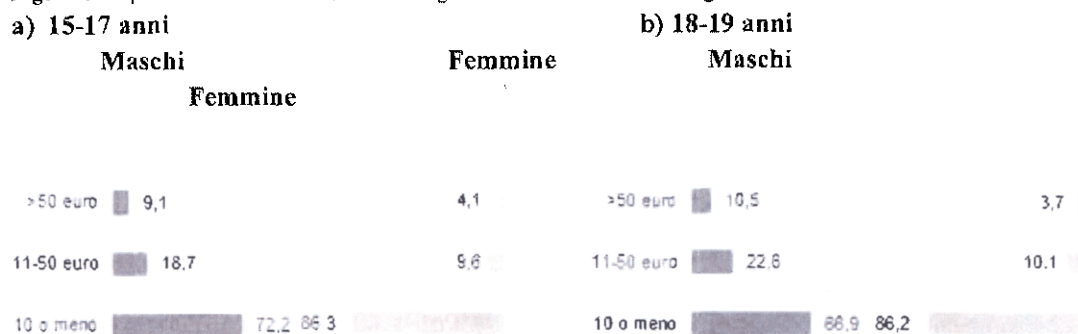 a) 15-17 anni b) 18-19 anni
Maschi Femmine Maschi
Femmine
>50 euro 9,1 4,1 >50 euro 10,5 3,7
11-50 euro 18,7 9,6 11-50 euro 22,6 10.1
10 o meno 72,2 86 3 10 o meno 66,9 86,2